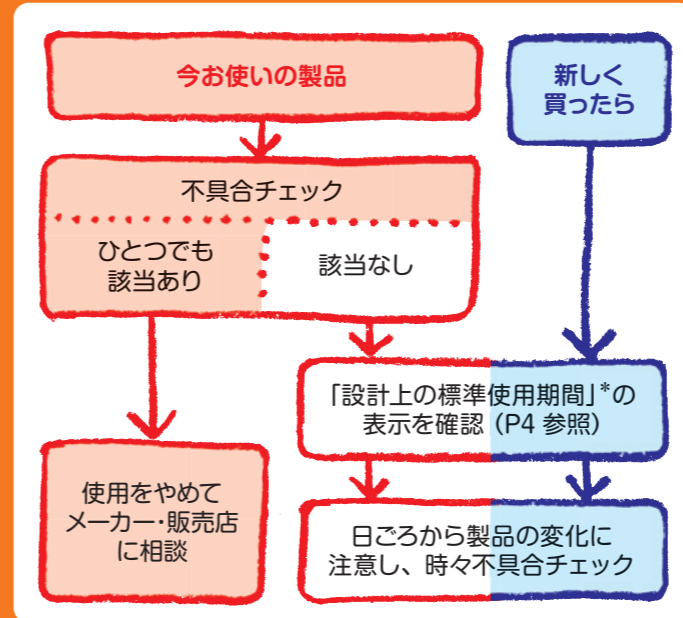 今お使いの製品
新しく
買ったら
不具合チェック
ひとつでも
該当あり
該当なし
「設計上の標準使用期間」*の
表示を確認（P4 参照）
使用をやめて
メーカー・販売店
に相談
日ごろから製品の変化に
注意し、時々不具合チェック